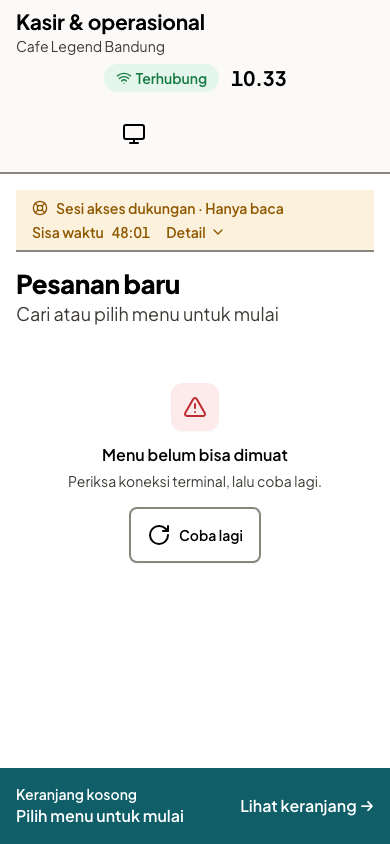 Kasir & operasional
Cafe Legend Bandung
Terhubung 10.33
Sesi akses dukungan · Hanya baca
Sisa waktu 48:01 Detail
Pesanan baru
Cari atau pilih menu untuk mulai
Menu belum bisa dimuat
Periksa koneksi terminal, lalu coba lagi.
Coba lagi
Keranjang kosong
Pilih menu untuk mulai
Lihat keranjang →